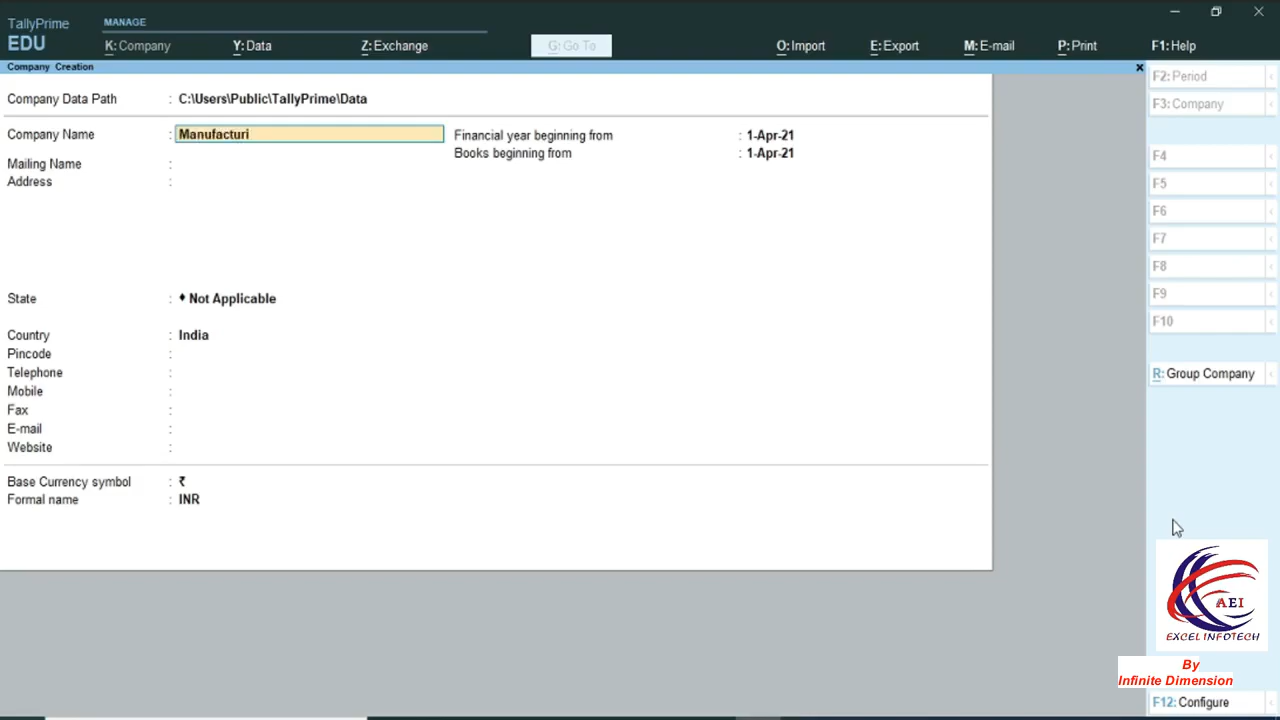 TallyPrime
EDU
MANAGE
K: Company
Y: Data
Z: Exchange
G: Go To
O: Import
E: Export
M: E-mail
P: Print
F1: Help
Company Creation
x
Company Data Path : C:\Users\Public\TallyPrime\Data
Company Name : Manufacturi
Financial year beginning from : 1-Apr-21
Books beginning from : 1-Apr-21
Mailing Name :
Address :
State : ♦ Not Applicable
Country : India
Pincode :
Telephone :
Mobile :
Fax :
E-mail :
Website :
Base Currency symbol : ₹
Formal name : INR
F2: Period
F3: Company
F4
F5
F6
F7
F8
F9
F10
R: Group Company
AEI
EXCEL INFOTECH
By
Infinite Dimension
F12: Configure